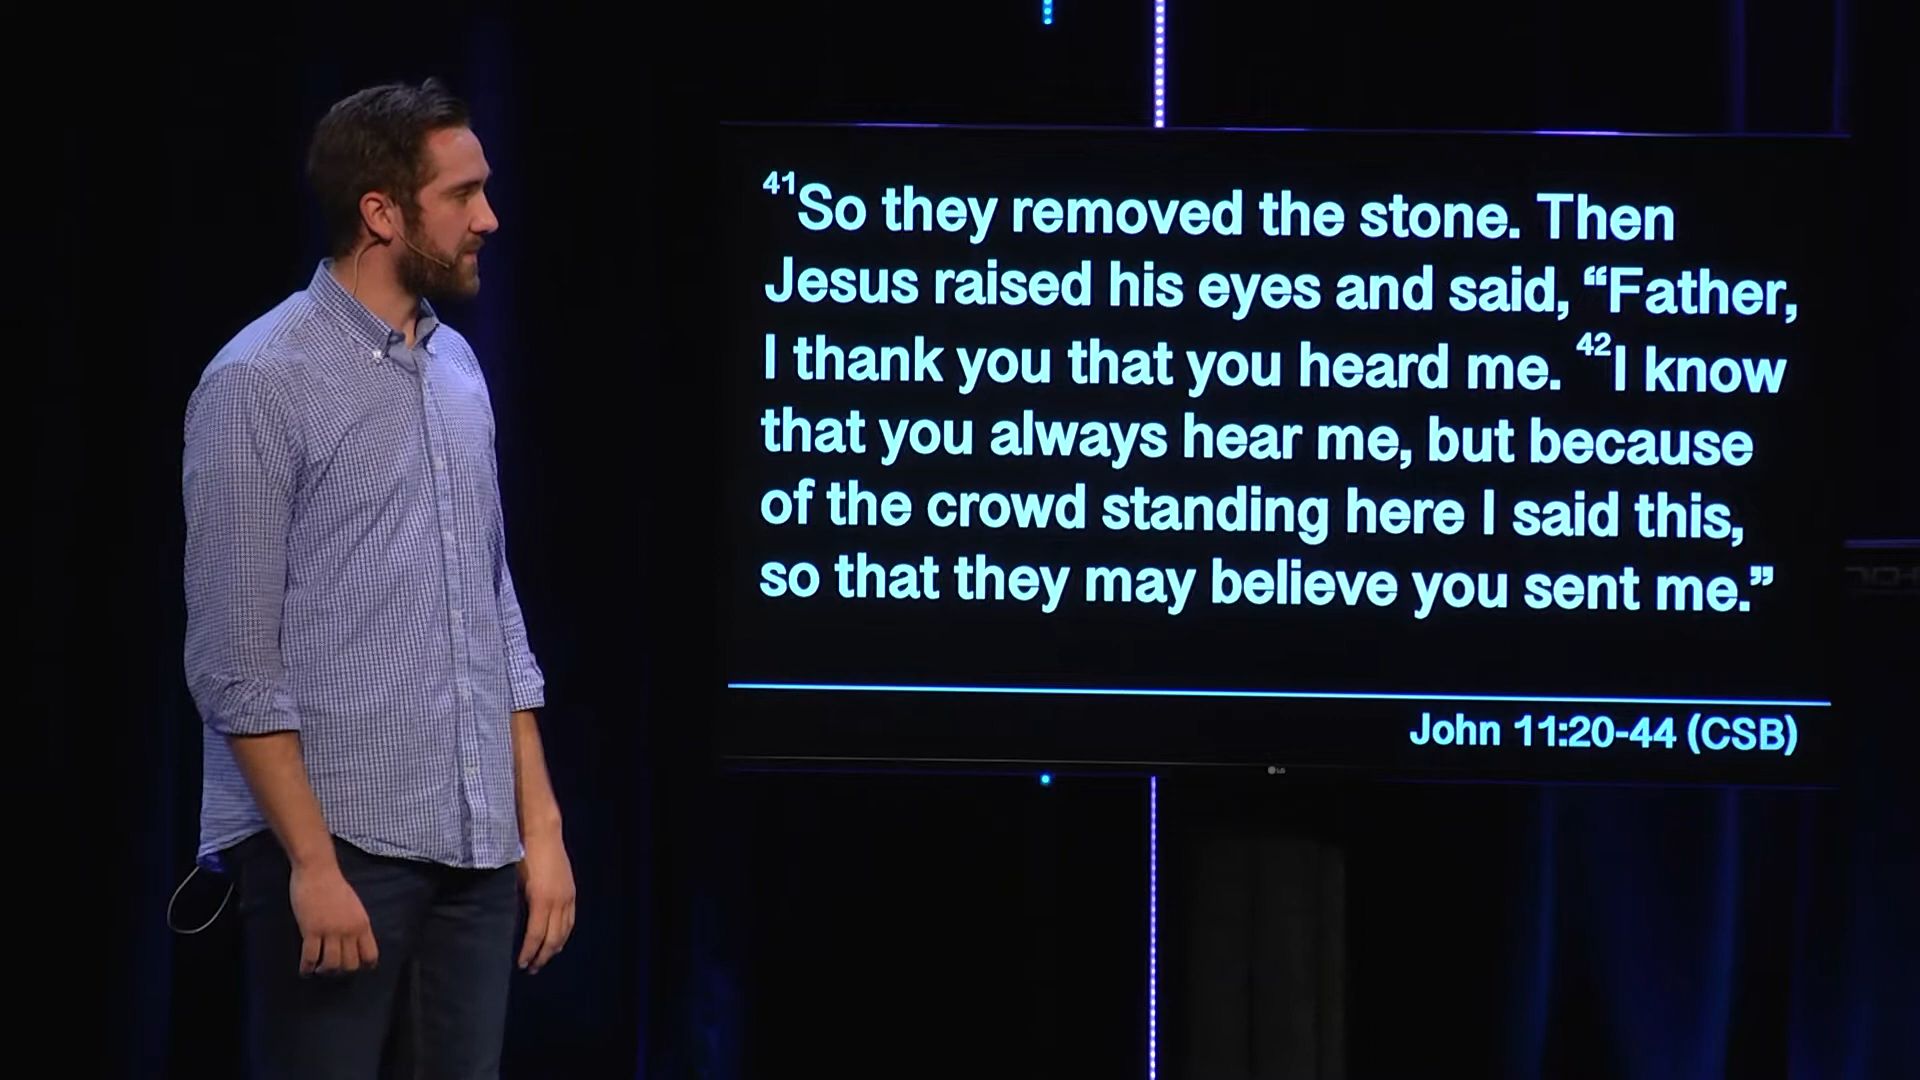 ⁴¹So they removed the stone. Then
Jesus raised his eyes and said, “Father,
I thank you that you heard me. ⁴²I know
that you always hear me, but because
of the crowd standing here I said this,
so that they may believe you sent me.”
John 11:20-44 (CSB)
LG